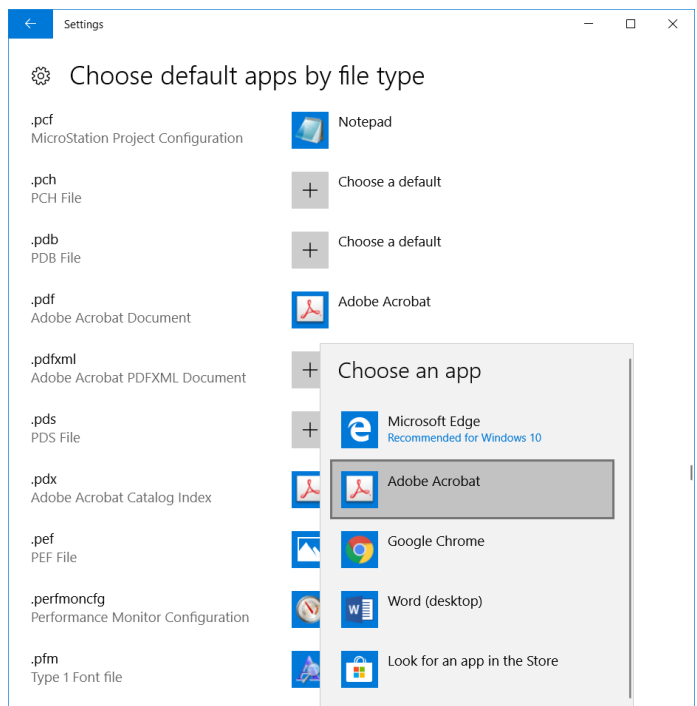 Settings
Choose default apps by file type
.pcf
MicroStation Project Configuration
Notepad
.pch
PCH File
Choose a default
.pdb
PDB File
Choose a default
.pdf
Adobe Acrobat Document
Adobe Acrobat
.pdfxml
Adobe Acrobat PDFXML Document
.pds
PDS File
.pdx
Adobe Acrobat Catalog Index
.pef
PEF File
.perfmoncfg
Performance Monitor Configuration
.pfm
Type 1 Font file
Choose an app
Microsoft Edge
Recommended for Windows 10
Adobe Acrobat
Google Chrome
Word (desktop)
Look for an app in the Store